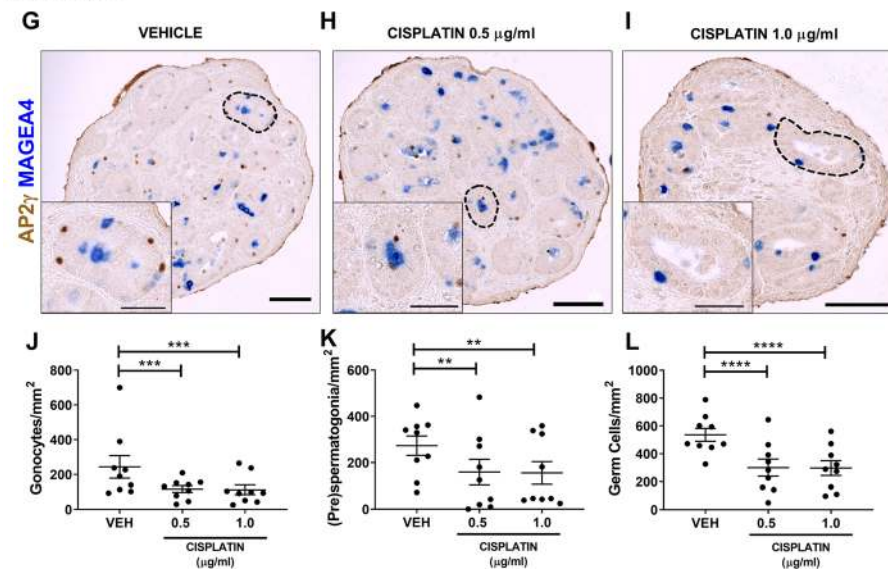 G VEHICLE
H CISPLATIN 0.5 µg/ml
I CISPLATIN 1.0 µg/ml
AP2γ MAGEA4
J
Gonocytes/mm²
800
600
400
200
0
***
***
VEH 0.5 1.0
CISPLATIN
(µg/ml)
K
(Pre)spermatogonia/mm²
600
400
200
0
**
**
VEH 0.5 1.0
CISPLATIN
(µg/ml)
L
Germ Cells/mm²
1000
800
600
400
200
0
****
****
VEH 0.5 1.0
CISPLATIN
(µg/ml)